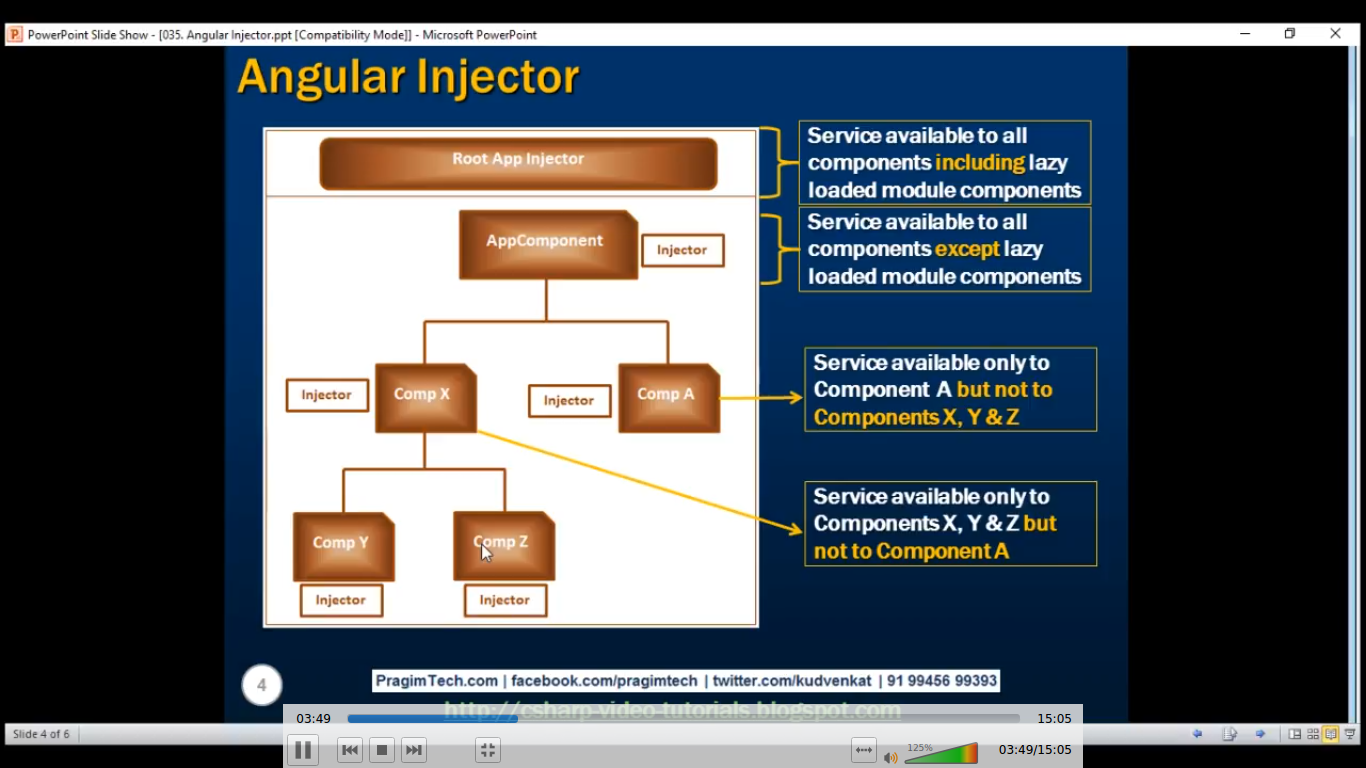 PowerPoint Slide Show - [035. Angular Injector.ppt [Compatibility Mode]] - Microsoft PowerPoint
Angular Injector
Root App Injector
Service available to all
components including lazy
loaded module components
AppComponent
Injector
Service available to all
components except lazy
loaded module components
Injector
Comp X
Injector
Comp A
Service available only to
Component A but not to
Components X, Y & Z
Comp Y
Injector
Comp Z
Injector
Service available only to
Components X, Y & Z but
not to Component A
4
PragimTech.com | facebook.com/pragimtech | twitter.com/kudvenkat | 91 99456 99393
http://csharp-video-tutorials.blogspot.com
03:49
15:05
125%
03:49/15:05
Slide 4 of 6